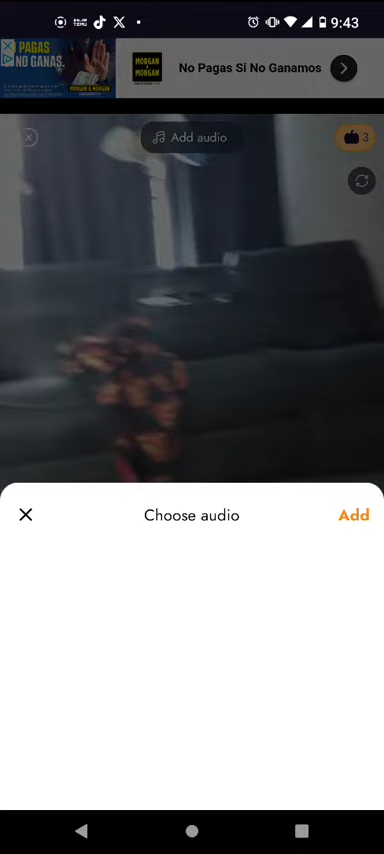 9:43
PAGAS
NO GANAS.
MORGAN & MORGAN
MORGAN
& MORGAN
No Pagas Si No Ganamos
Add audio
3
Choose audio
Add